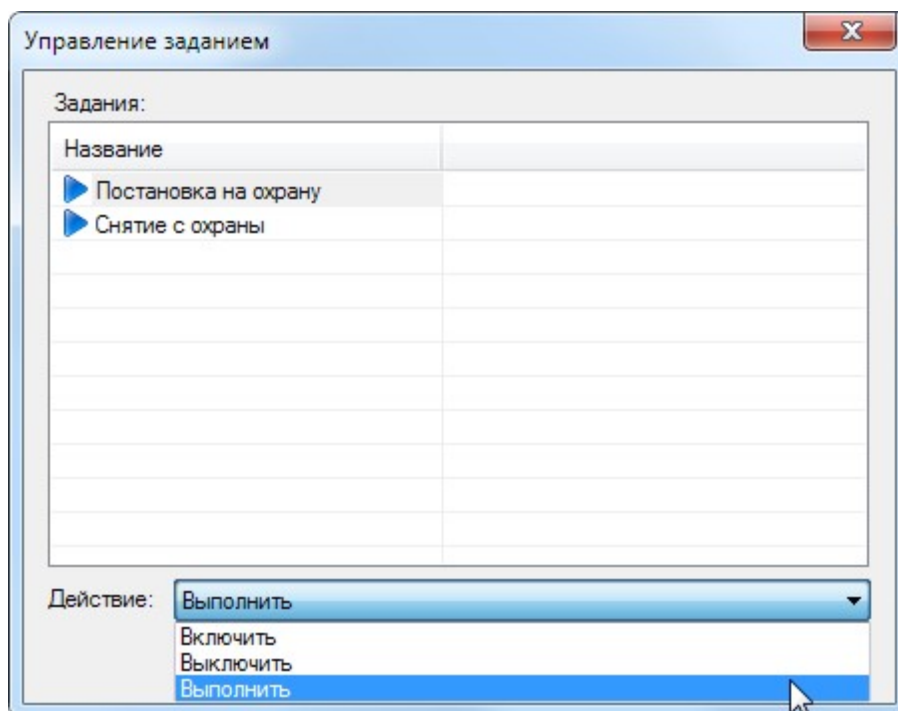 Управление заданием
Задания:
Название
Постановка на охрану
Снятие с охраны
Действие: Выполнить
Включить
Выключить
Выполнить